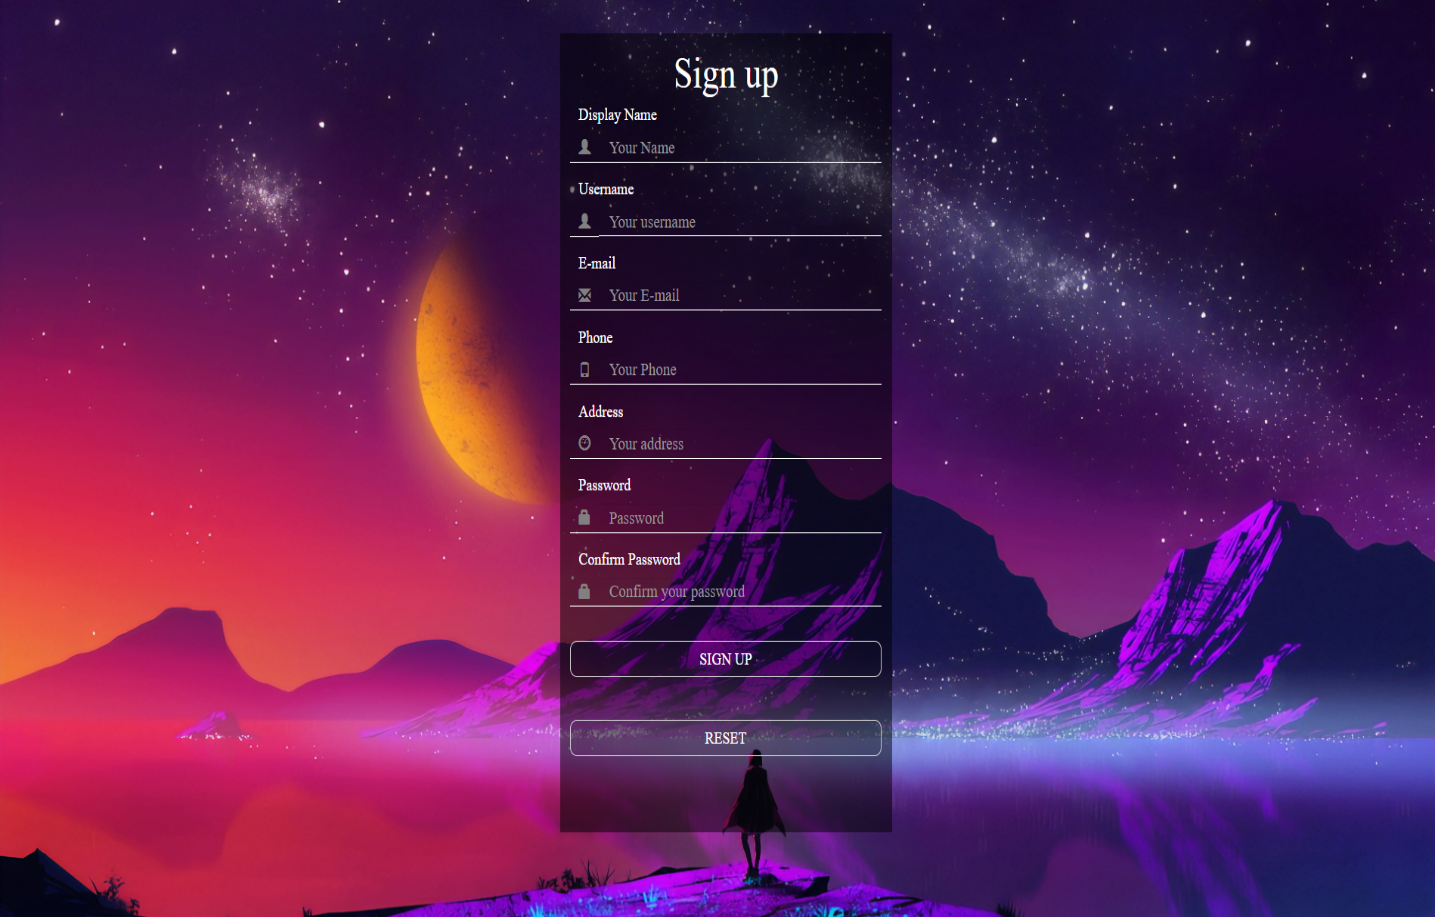 Sign up
Display Name
Your Name
Username
Your username
E-mail
Your E-mail
Phone
Your Phone
Address
Your address
Password
Password
Confirm Password
Confirm your password
SIGN UP
RESET